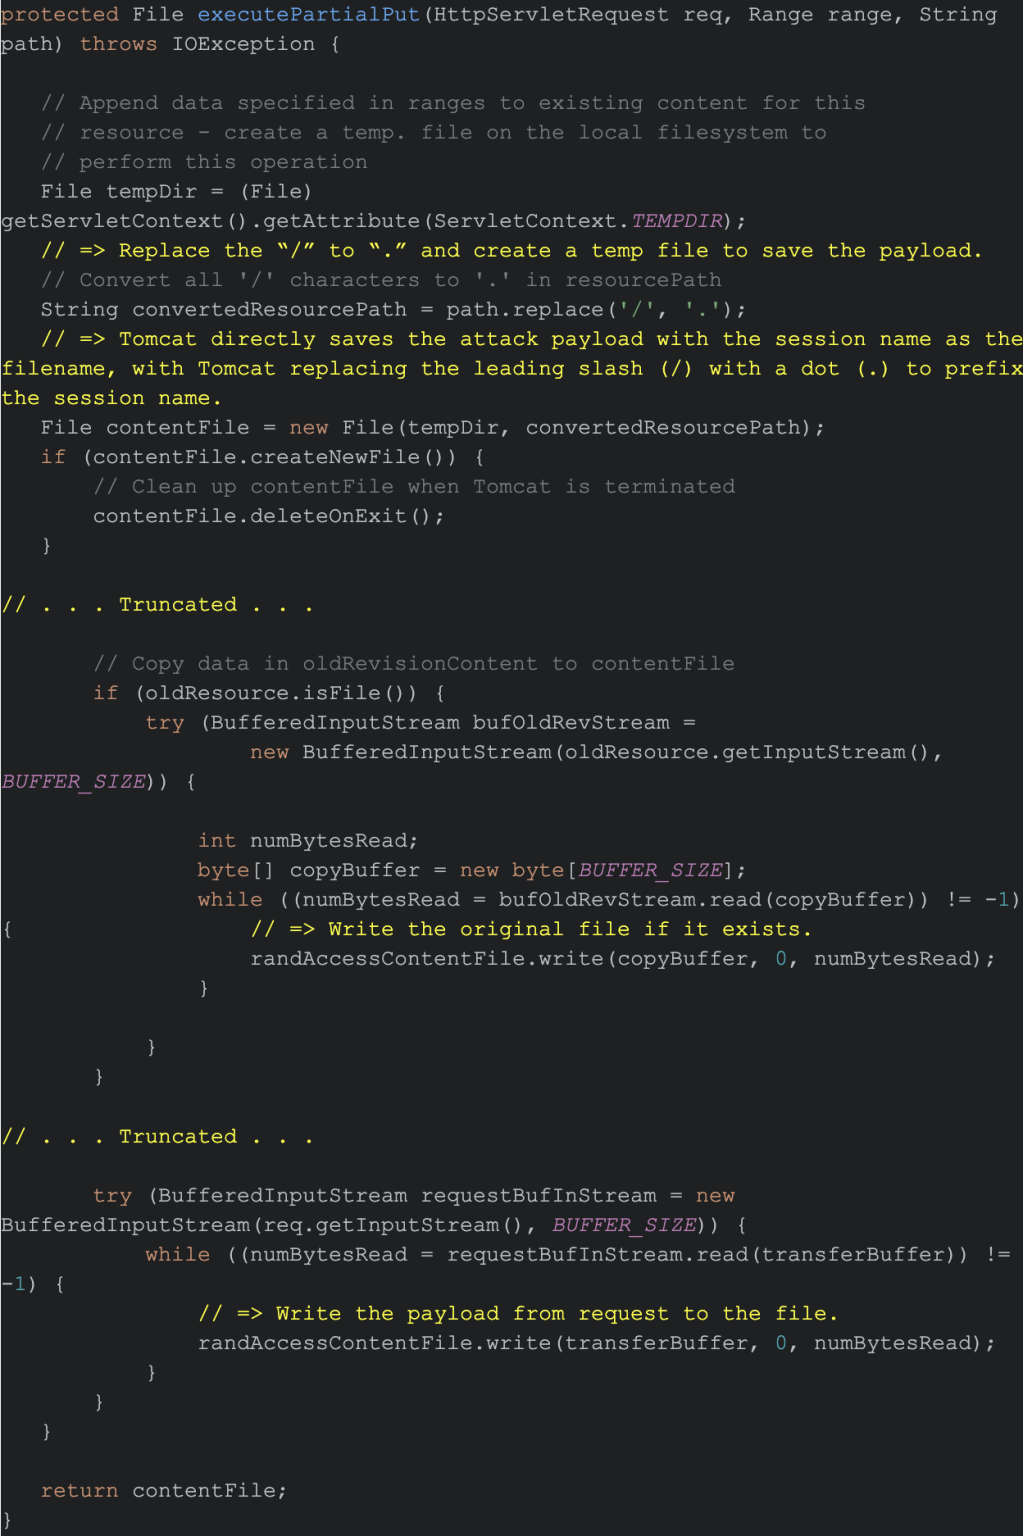 protected File executePartialPut(HttpServletRequest req, Range range, String
path) throws IOException {
// Append data specified in ranges to existing content for this
// resource - create a temp. file on the local filesystem to
// perform this operation
File tempDir = (File)
getServletContext().getAttribute(ServletContext.TEMPDIR);
// => Replace the “/” to “.” and create a temp file to save the payload.
// Convert all '/' characters to '.' in resourcePath
String convertedResourcePath = path.replace('/', '.');
// => Tomcat directly saves the attack payload with the session name as the
filename, with Tomcat replacing the leading slash (/) with a dot (.) to prefix
the session name.
File contentFile = new File(tempDir, convertedResourcePath);
if (contentFile.createNewFile()) {
// Clean up contentFile when Tomcat is terminated
contentFile.deleteOnExit();
}
// . . . Truncated . . .
// Copy data in oldRevisionContent to contentFile
if (oldResource.isFile()) {
try (BufferedInputStream bufOldRevStream =
new BufferedInputStream(oldResource.getInputStream(),
BUFFER_SIZE)) {
int numBytesRead;
byte[] copyBuffer = new byte[BUFFER_SIZE];
while ((numBytesRead = bufOldRevStream.read(copyBuffer)) != -1)
{ // => Write the original file if it exists.
randAccessContentFile.write(copyBuffer, 0, numBytesRead);
}
}
}
// . . . Truncated . . .
try (BufferedInputStream requestBufInStream = new
BufferedInputStream(req.getInputStream(), BUFFER_SIZE)) {
while ((numBytesRead = requestBufInStream.read(transferBuffer)) !=
-1) {
// => Write the payload from request to the file.
randAccessContentFile.write(transferBuffer, 0, numBytesRead);
}
}
}
return contentFile;
}